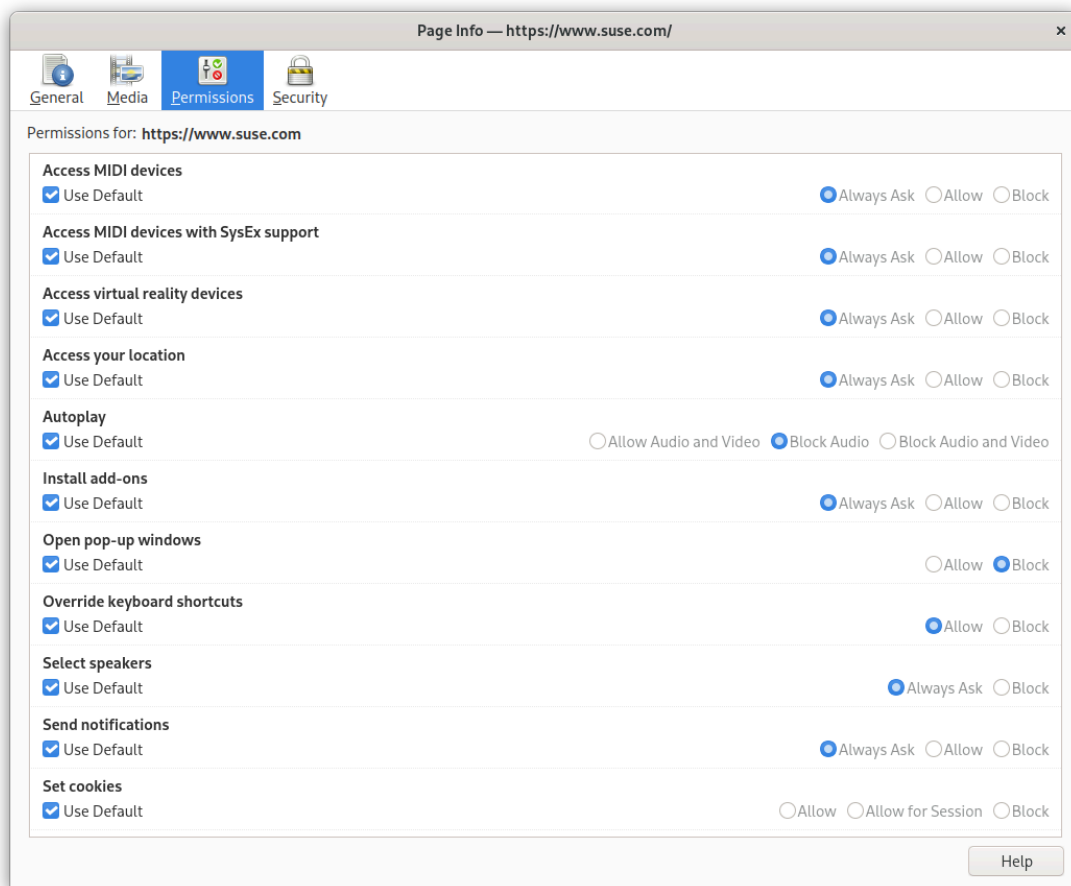 Page Info — https://www.suse.com/
×
General Media Permissions Security
Permissions for: https://www.suse.com
Access MIDI devices
Use Default Always Ask Allow Block
Access MIDI devices with SysEx support
Use Default Always Ask Allow Block
Access virtual reality devices
Use Default Always Ask Allow Block
Access your location
Use Default Always Ask Allow Block
Autoplay
Use Default Allow Audio and Video Block Audio Block Audio and Video
Install add-ons
Use Default Always Ask Allow Block
Open pop-up windows
Use Default Allow Block
Override keyboard shortcuts
Use Default Allow Block
Select speakers
Use Default Always Ask Block
Send notifications
Use Default Always Ask Allow Block
Set cookies
Use Default Allow Allow for Session Block
Help